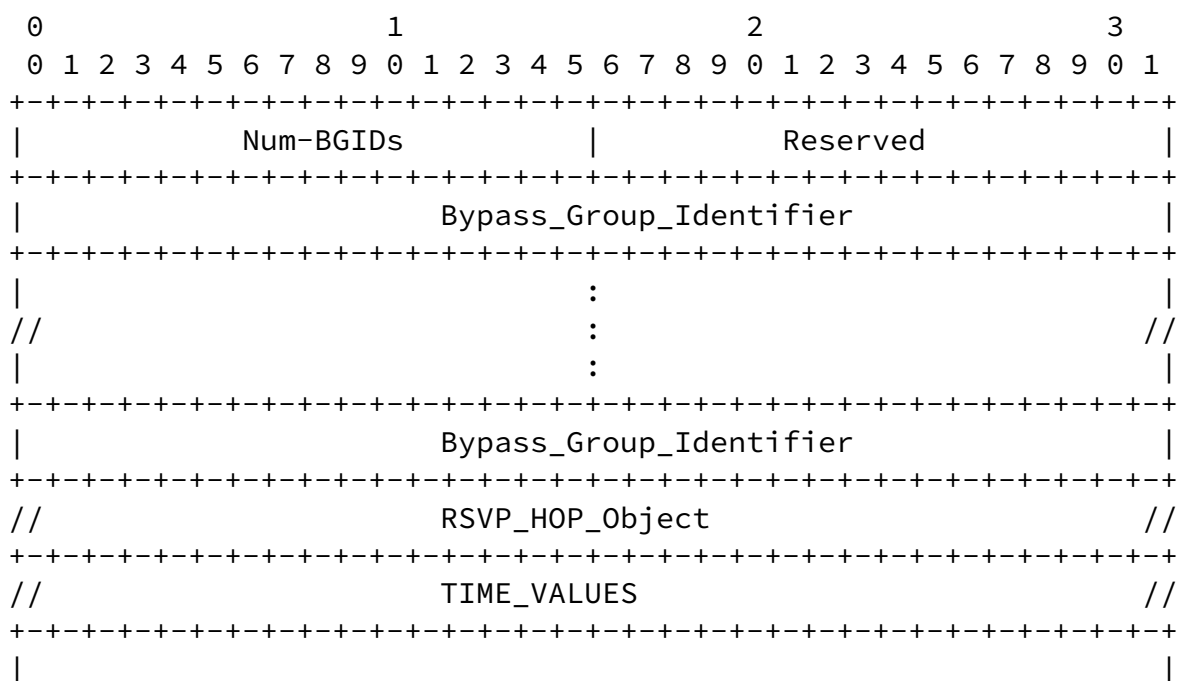 0                   1                   2                   3
0 1 2 3 4 5 6 7 8 9 0 1 2 3 4 5 6 7 8 9 0 1 2 3 4 5 6 7 8 9 0 1
+-+-+-+-+-+-+-+-+-+-+-+-+-+-+-+-+-+-+-+-+-+-+-+-+-+-+-+-+-+-+-+-+
|            Num-BGIDs          |          Reserved             |
+-+-+-+-+-+-+-+-+-+-+-+-+-+-+-+-+-+-+-+-+-+-+-+-+-+-+-+-+-+-+-+-+
|                       Bypass_Group_Identifier                 |
+-+-+-+-+-+-+-+-+-+-+-+-+-+-+-+-+-+-+-+-+-+-+-+-+-+-+-+-+-+-+-+-+
|                               :                               |
//                              :                              //
|                               :                               |
+-+-+-+-+-+-+-+-+-+-+-+-+-+-+-+-+-+-+-+-+-+-+-+-+-+-+-+-+-+-+-+-+
|                       Bypass_Group_Identifier                 |
+-+-+-+-+-+-+-+-+-+-+-+-+-+-+-+-+-+-+-+-+-+-+-+-+-+-+-+-+-+-+-+-+
//                      RSVP_HOP_Object                        //
+-+-+-+-+-+-+-+-+-+-+-+-+-+-+-+-+-+-+-+-+-+-+-+-+-+-+-+-+-+-+-+-+
//                      TIME_VALUES                            //
+-+-+-+-+-+-+-+-+-+-+-+-+-+-+-+-+-+-+-+-+-+-+-+-+-+-+-+-+-+-+-+-+
|                                                               |